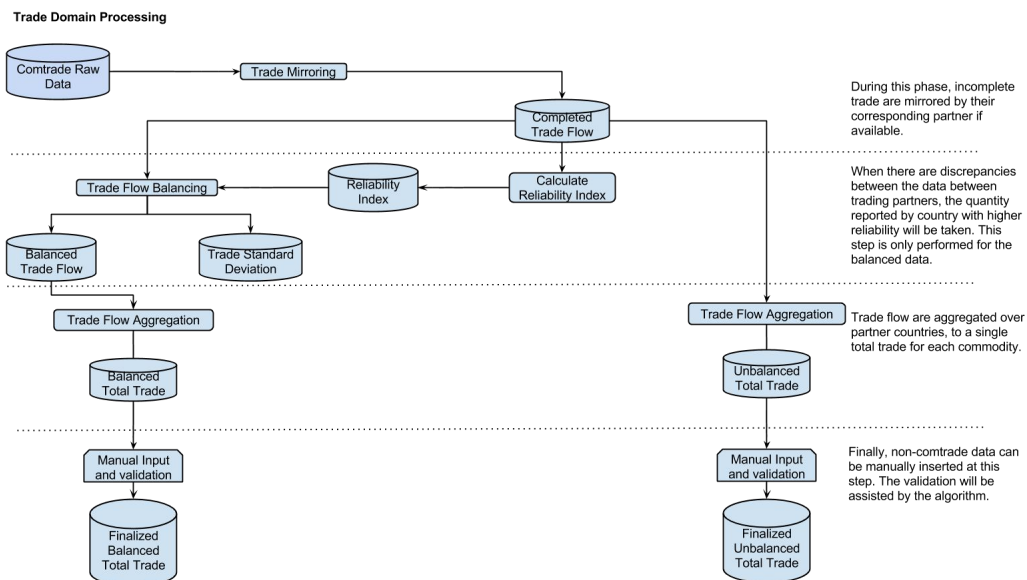 Trade Domain Processing
Comtrade Raw
Data
Trade Mirroring
During this phase, incomplete
trade are mirrored by their
corresponding partner if
available.
Completed
Trade Flow
Trade Flow Balancing
Reliability
Index
Calculate
Reliability Index
When there are discrepancies
between the data between
trading partners, the quantity
reported by country with higher
reliability will be taken. This
step is only performed for the
balanced data.
Balanced
Trade Flow
Trade Standard
Deviation
Trade Flow Aggregation
Trade Flow Aggregation
Trade flow are aggregated over
partner countries, to a single
total trade for each commodity.
Balanced
Total Trade
Unbalanced
Total Trade
Manual Input
and validation
Manual Input
and validation
Finally, non-comtrade data can
be manually inserted at this
step. The validation will be
assisted by the algorithm.
Finalized
Balanced
Total Trade
Finalized
Unbalanced
Total Trade